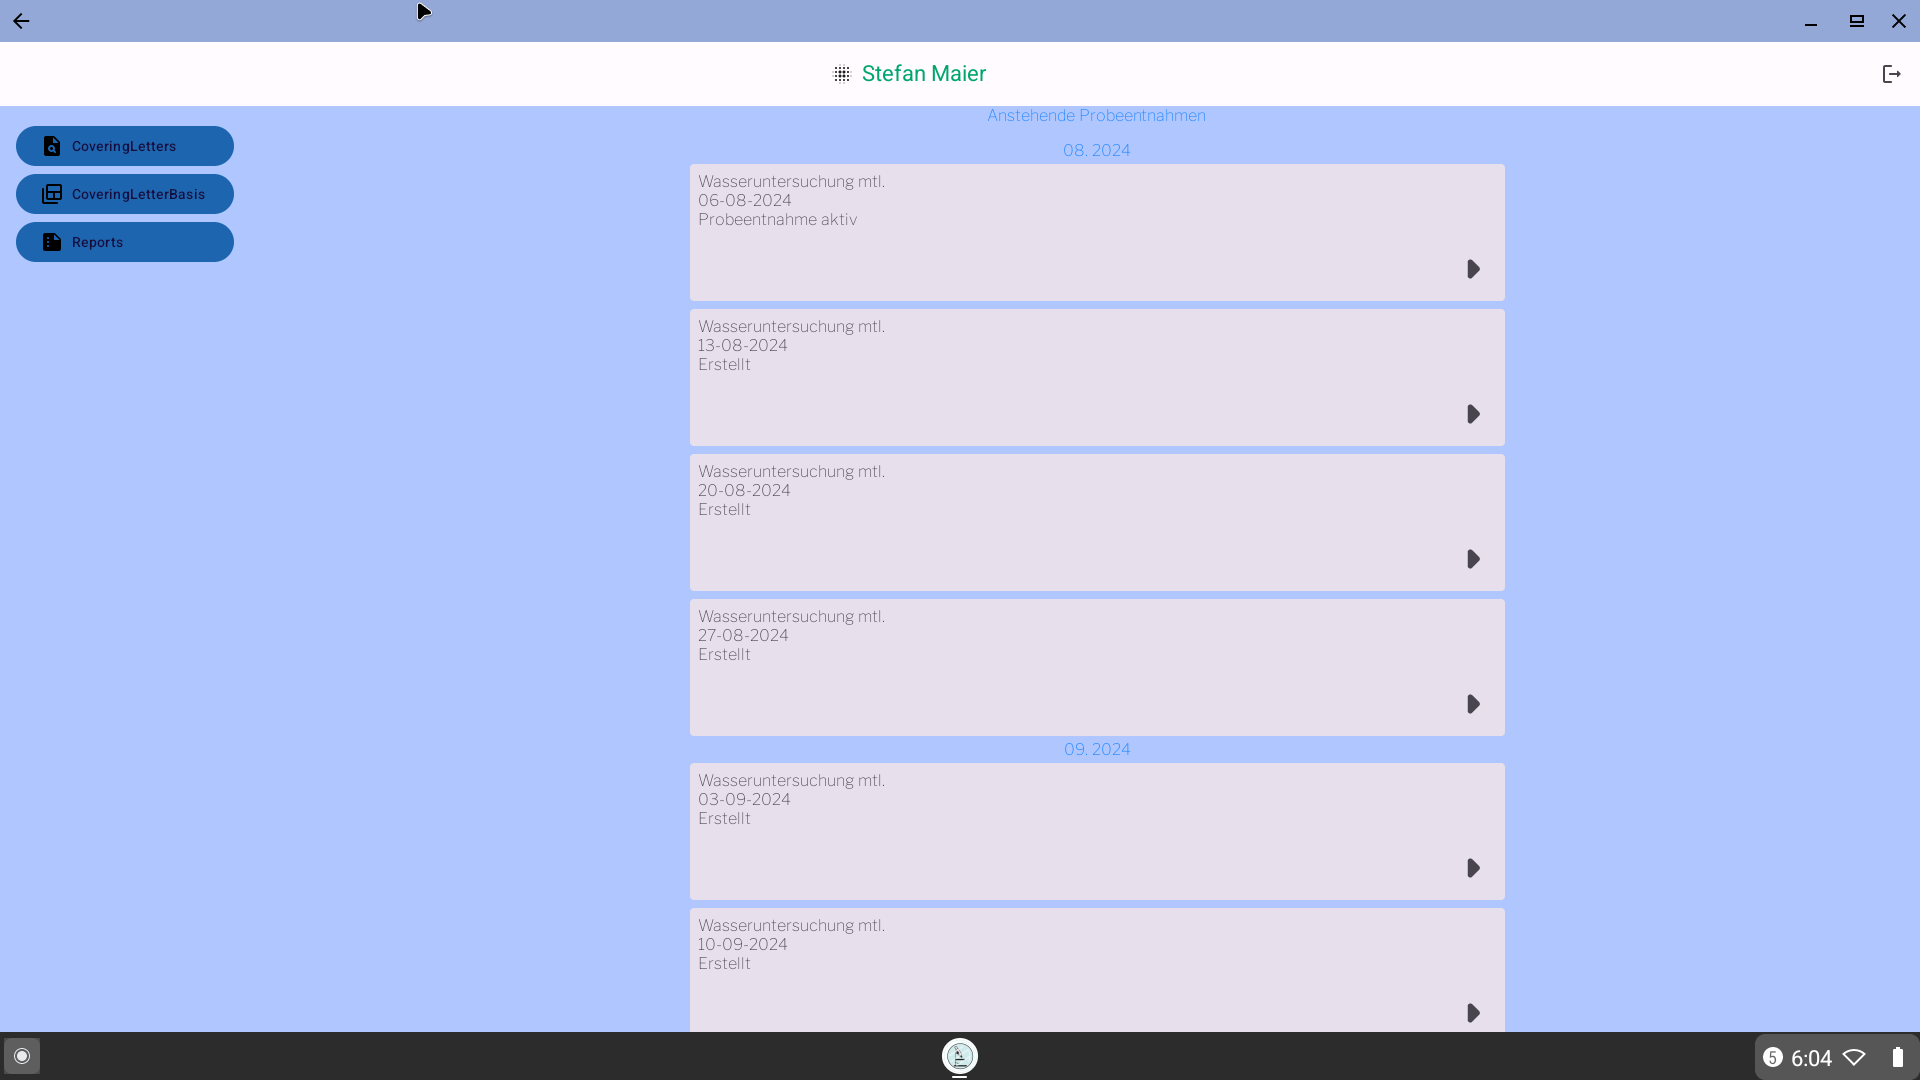 Stefan Maier
CoveringLetters
CoveringLetterBasis
Reports
Anstehende Probeentnahmen
08. 2024
Wasseruntersuchung mtl.
06-08-2024
Probeentnahme aktiv
Wasseruntersuchung mtl.
13-08-2024
Erstellt
Wasseruntersuchung mtl.
20-08-2024
Erstellt
Wasseruntersuchung mtl.
27-08-2024
Erstellt
09. 2024
Wasseruntersuchung mtl.
03-09-2024
Erstellt
Wasseruntersuchung mtl.
10-09-2024
Erstellt
5 6:04